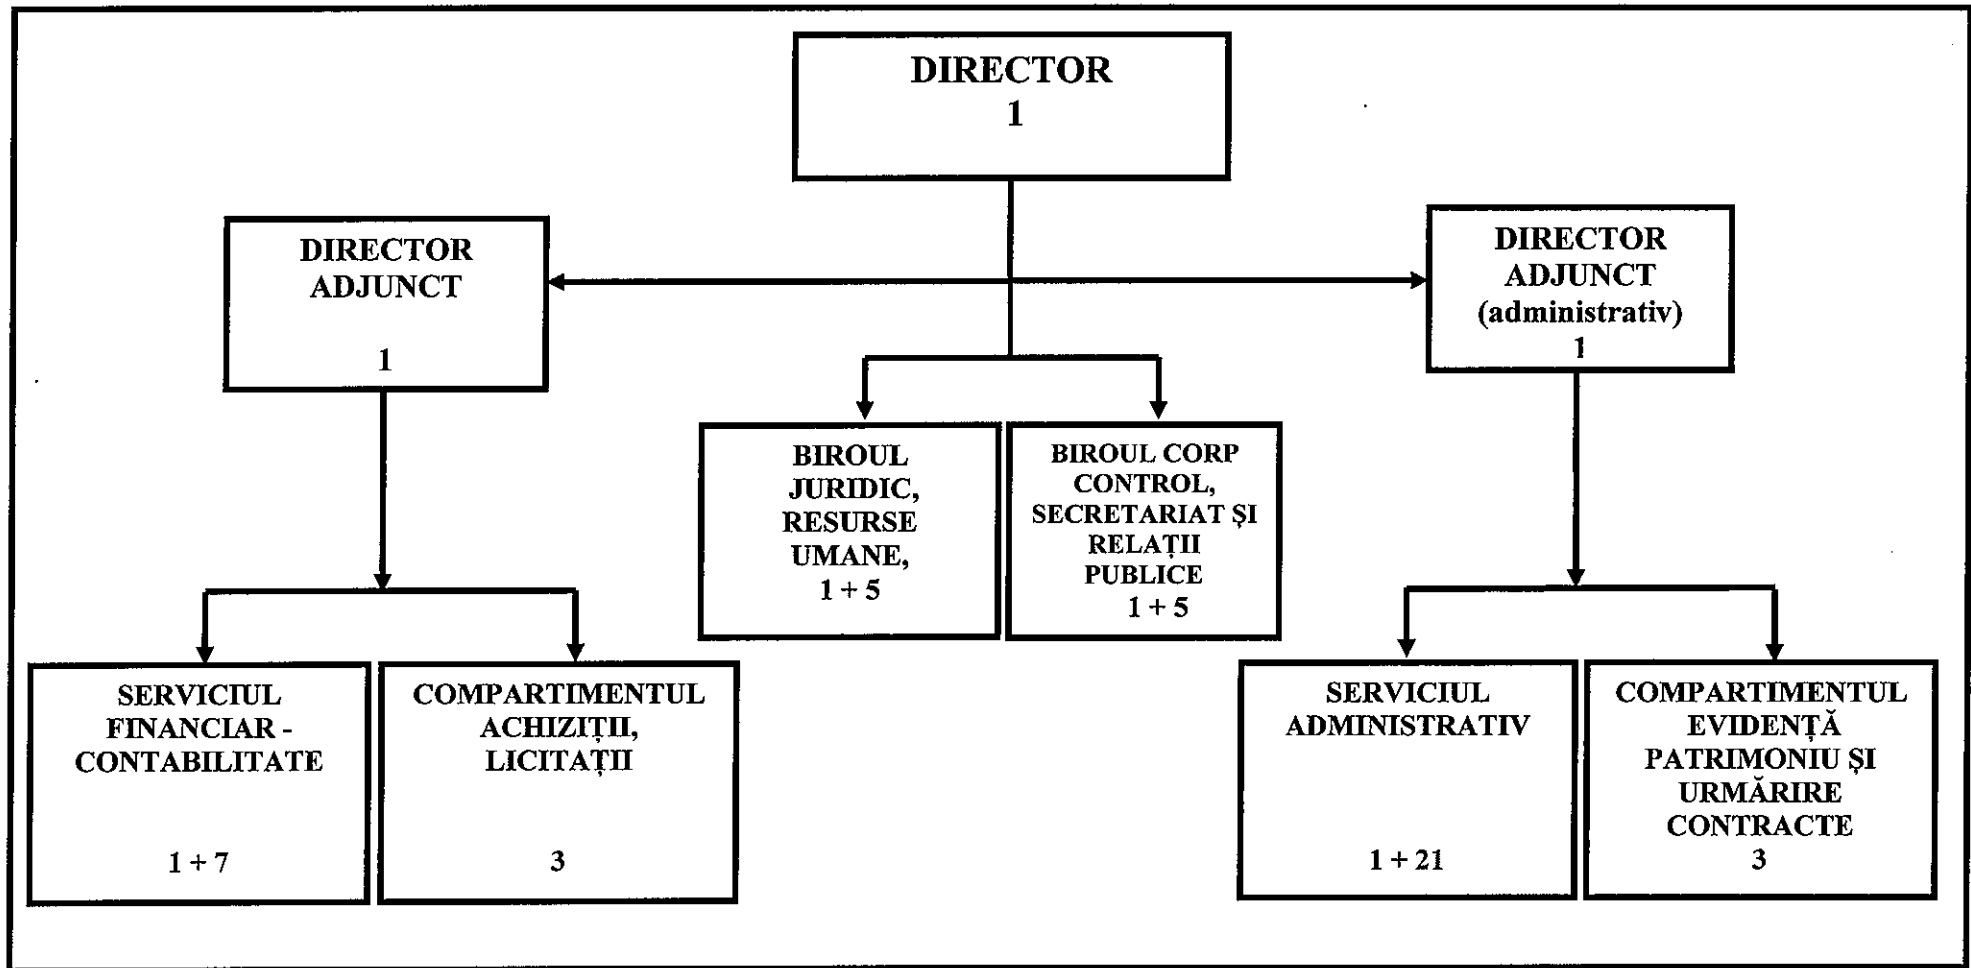 DIRECTOR
1
DIRECTOR
ADJUNCT
1
DIRECTOR
ADJUNCT
(administrativ)
1
BIROUL
JURIDIC,
RESURSE
UMANE,
1 + 5
BIROUL CORP
CONTROL,
SECRETARIAT ȘI
RELAȚII
PUBLICE
1 + 5
SERVICIUL
FINANCIAR -
CONTABILITATE
1 + 7
COMPARTIMENTUL
ACHIZIȚII,
LICITAȚII
3
SERVICIUL
ADMINISTRATIV
1 + 21
COMPARTIMENTUL
EVIDENȚĂ
PATRIMONIU ȘI
URMĂRIRE
CONTRACTE
3